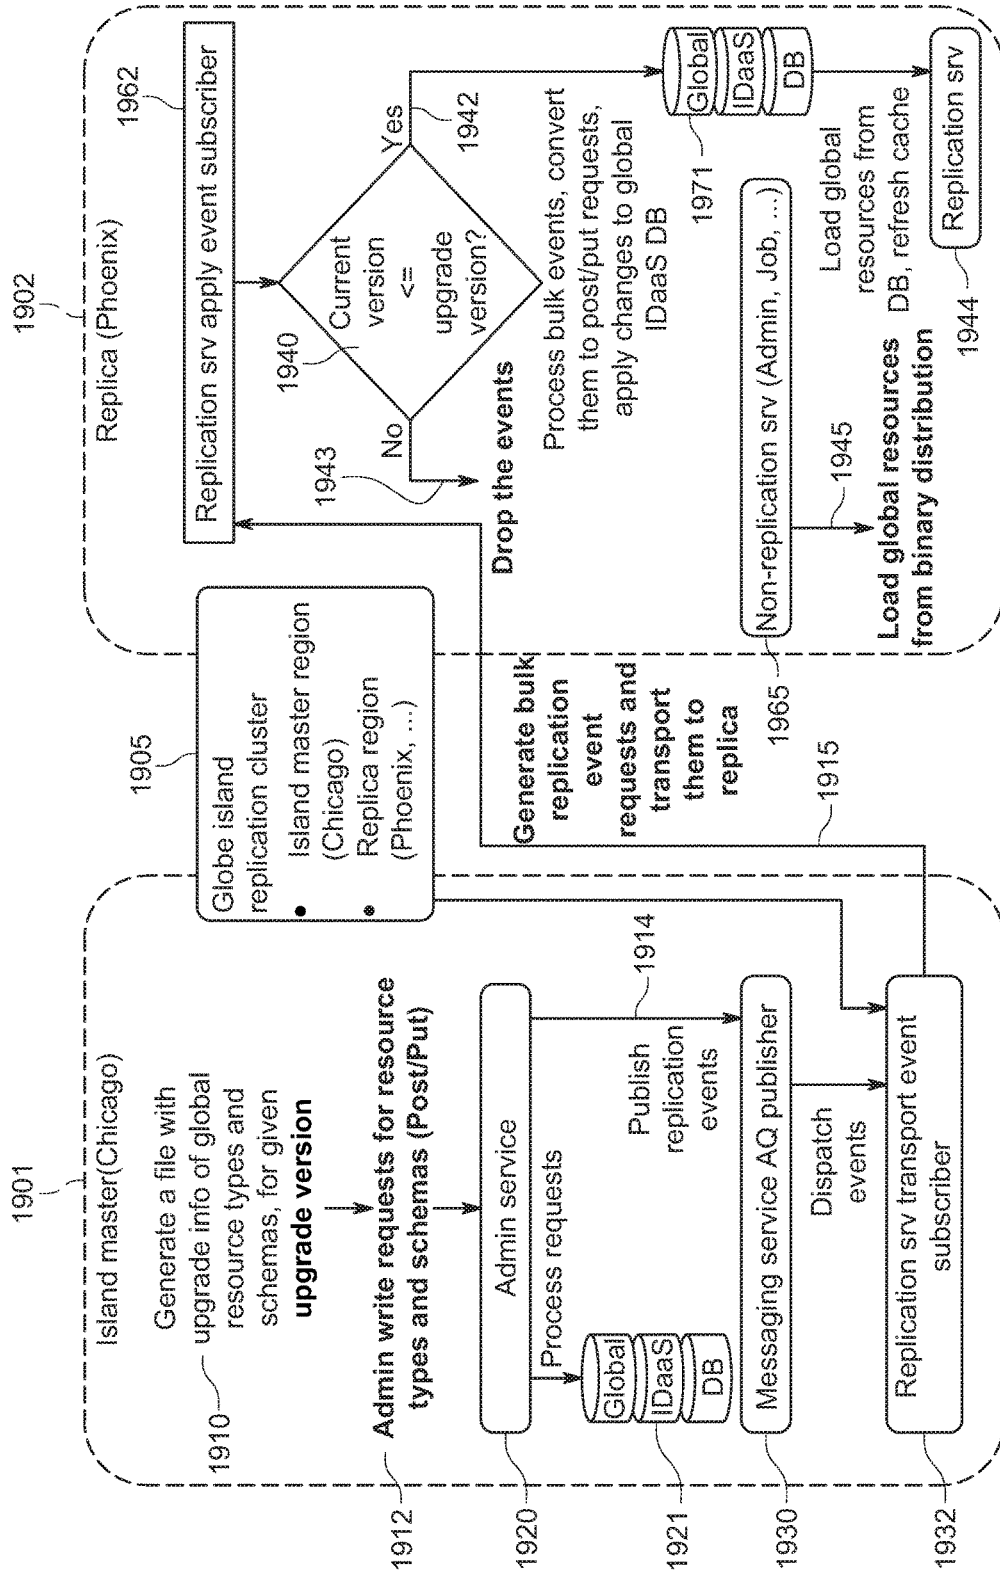 1901
Island master(Chicago)
Generate a file with
upgrade info of global
resource types and
schemas, for given
upgrade version
1910
Admin write requests for resource
types and schemas (Post/Put)
1912
Admin service
1920
Process requests
Global
IDaaS
DB
1921
Publish
replication
events
1914
Messaging service AQ publisher
1930
Dispatch
events
Replication srv transport event
subscriber
1932
1905
Globe island
replication cluster
• Island master region
(Chicago)
• Replica region
(Phoenix, ...)
Generate bulk
replication
event
requests and
transport
them to
replica
1915
1902
Replica (Phoenix)
1962
Replication srv apply event subscriber
Current
version
<=
upgrade
version?
1940
No
1943
Drop the events
Yes
1942
Process bulk events, convert
them to post/put requests,
apply changes to global
IDaaS DB
Global
IDaaS
DB
1971
Non-replication srv (Admin, Job, ...)
1965
1945
Load global resources
from binary distribution
Load global
resources from
DB, refresh cache
Replication srv
1944